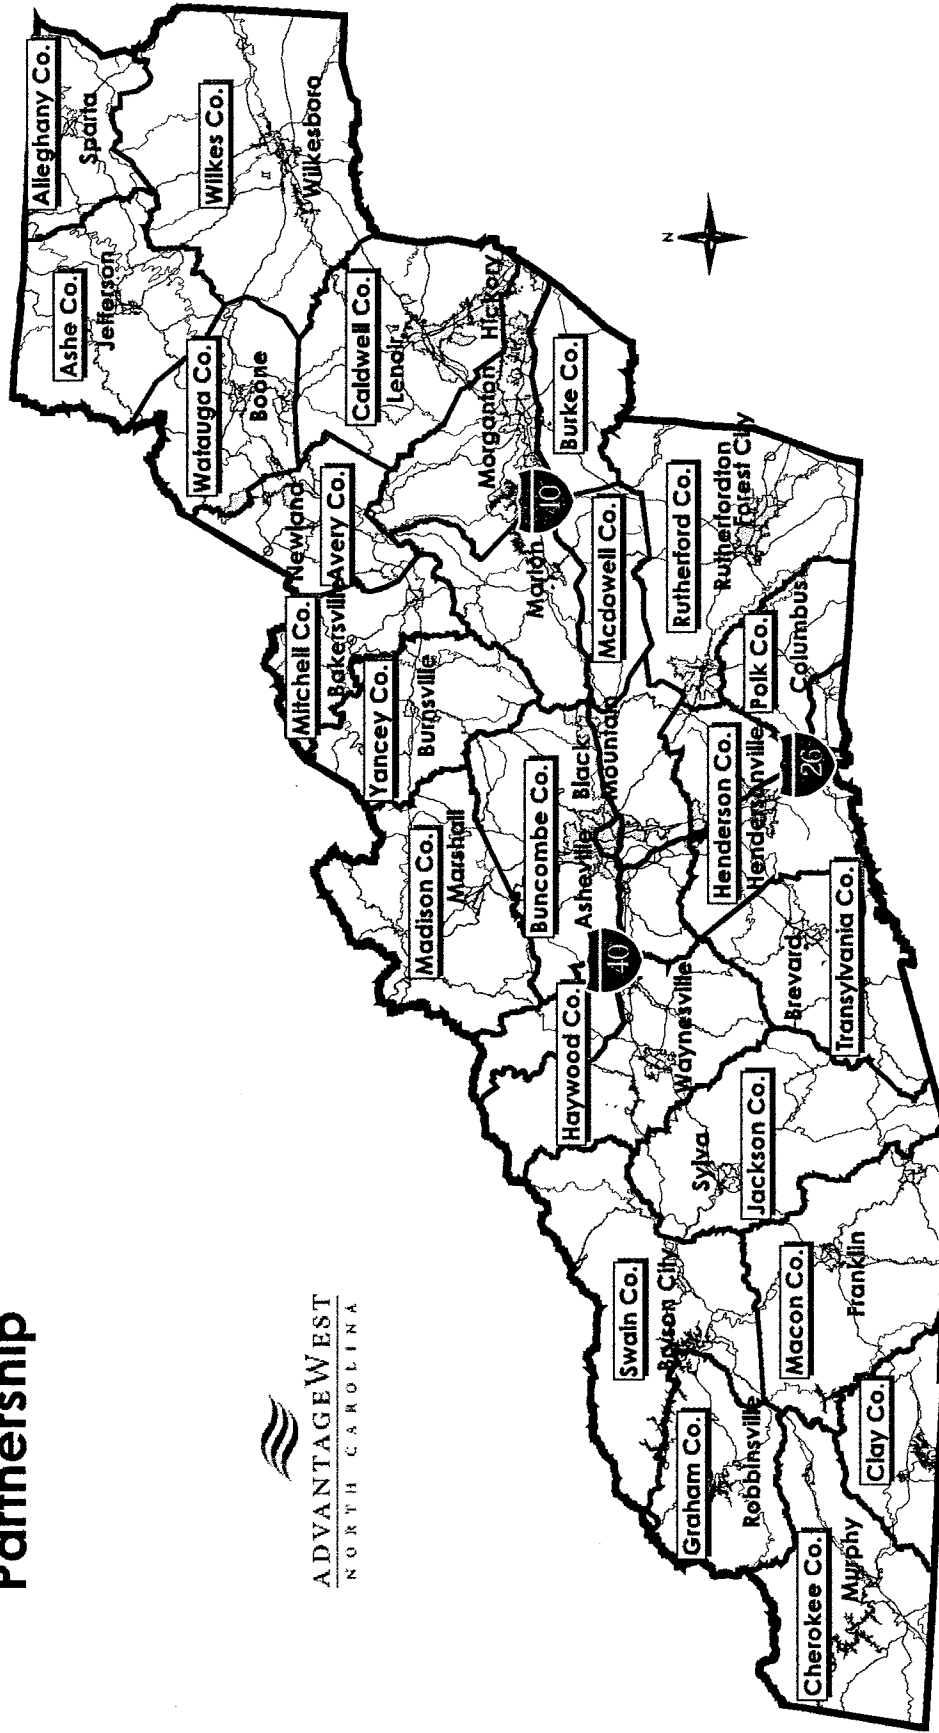 Partnership
ADVANTAGEWEST
NORTH CAROLINA
Alleghany Co.
Sparta
Ashe Co.
Jefferson
Wilkes Co.
Wilkesboro
Watauga Co.
Boone
Caldwell Co.
Lenoir
Hickory
Newland
Avery Co.
Morganton
Burke Co.
40
Mitchell Co.
Bakersville
Yancey Co.
Burnsville
Marion
Mcdowell Co.
Rutherford Co.
Rutherfordton
Forest City
Madison Co.
Marshall
Buncombe Co.
Asheville
Black
Mountain
Polk Co.
Columbus
Henderson Co.
Hendersonville
26
Haywood Co.
40
Waynesville
Brevard
Transylvania Co.
Sylva
Jackson Co.
Swain Co.
Bryson City
Macon Co.
Franklin
Graham Co.
Robbinsville
Clay Co.
Cherokee Co.
Murphy
N